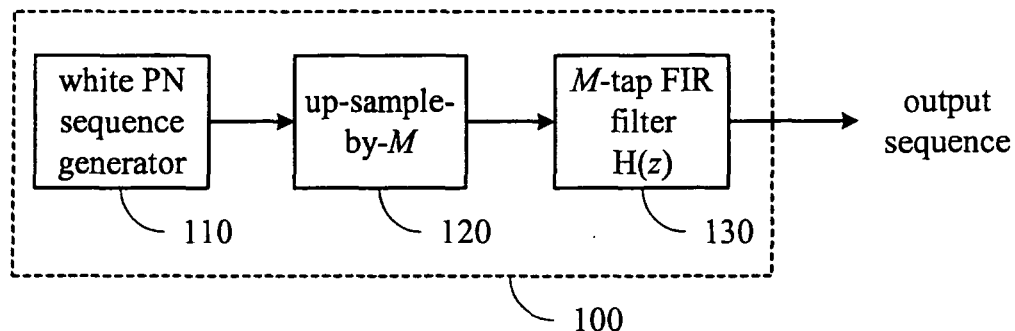 white PN
sequence
generator
up-sample-
by-M
M-tap FIR
filter
H(z)
output
sequence
110
120
130
100